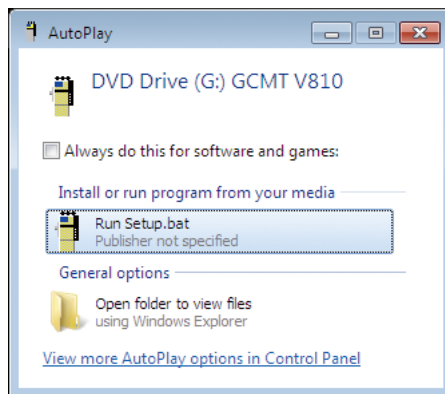 AutoPlay
DVD Drive (G:) GCMT V810
Always do this for software and games:
Install or run program from your media
Run Setup.bat
Publisher not specified
General options
Open folder to view files
using Windows Explorer
View more AutoPlay options in Control Panel